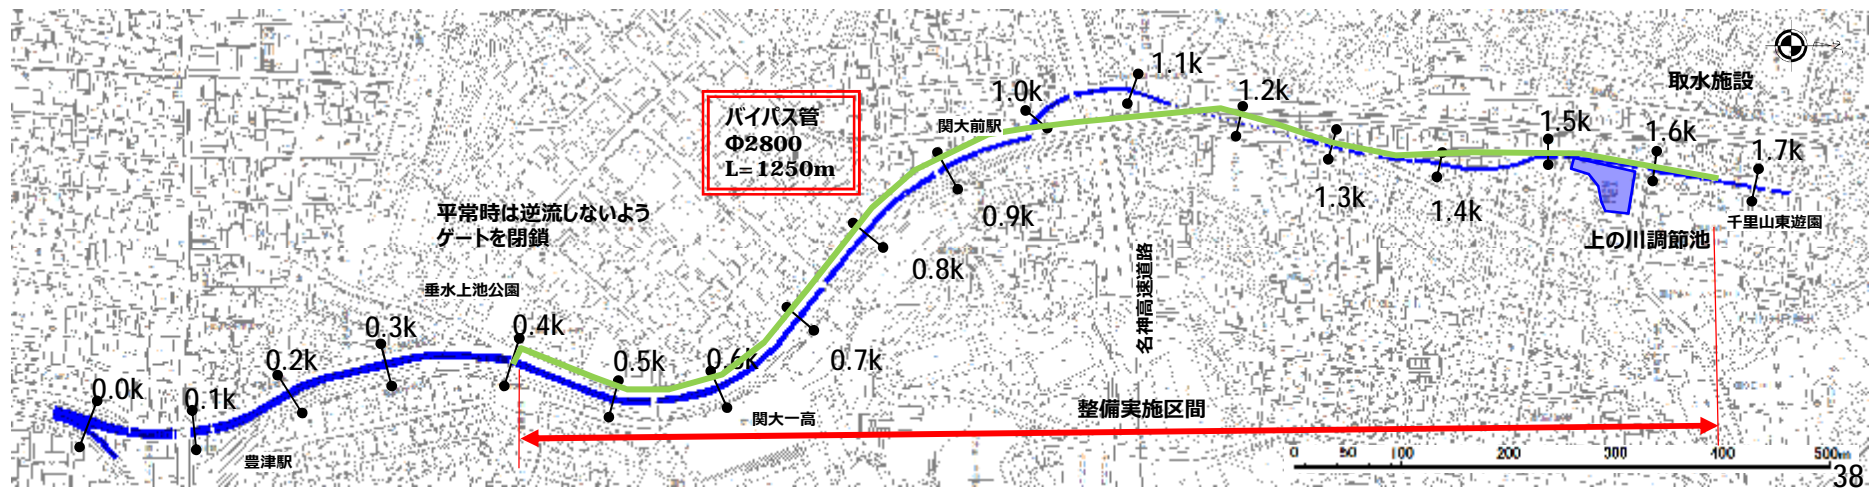 取水施設
1.1k
1.0k
1.2k
バイパス管
Φ2800
L=1250m
関大前駅
1.5k
1.6k
1.7k
1.3k
1.4k
0.9k
千里山東遊園
上の川調節池
平常時は逆流しないよう
ゲートを閉鎖
0.8k
名神高速道路
垂水上池公園
0.4k
0.3k
0.2k
0.5k
0.6k
0.7k
0.0k
0.1k
関大一高
整備実施区間
豊津駅
0 50 100 200 300 400 500m
38